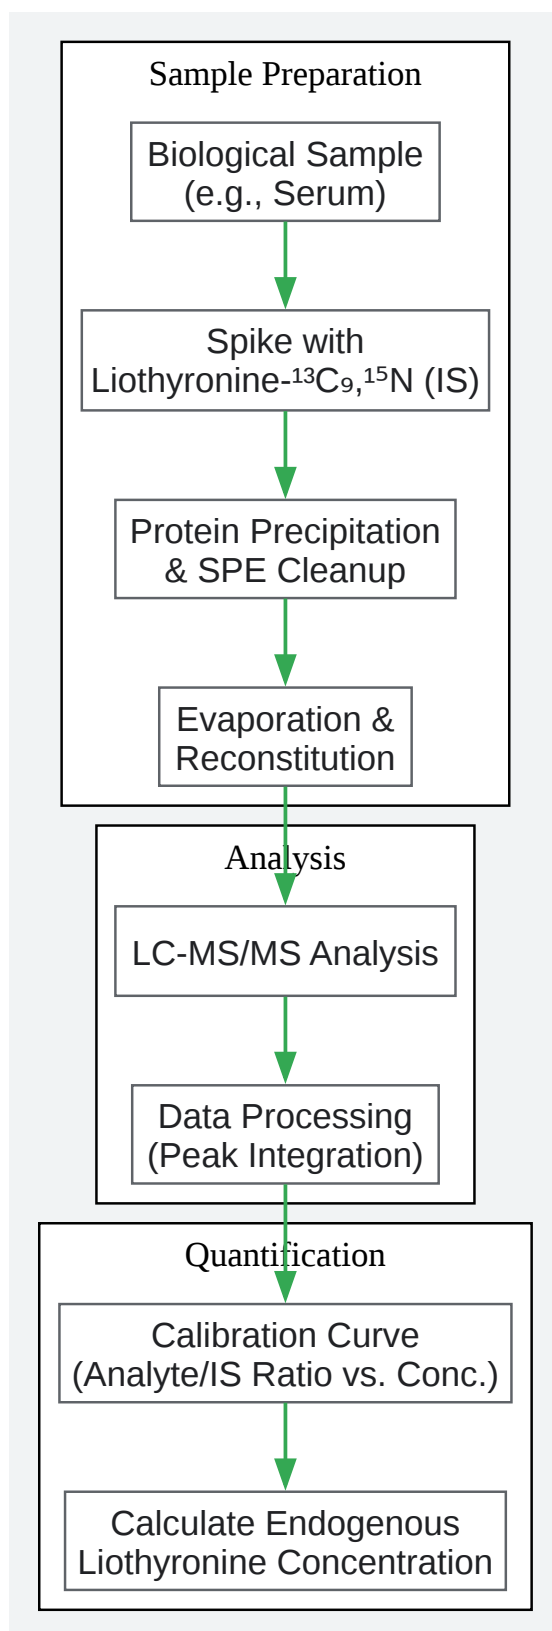 Sample Preparation
Biological Sample
(e.g., Serum)
Spike with
Liothyronine-¹³C₉,¹⁵N (IS)
Protein Precipitation
& SPE Cleanup
Evaporation &
Reconstitution
Analysis
LC-MS/MS Analysis
Data Processing
(Peak Integration)
Quantification
Calibration Curve
(Analyte/IS Ratio vs. Conc.)
Calculate Endogenous
Liothyronine Concentration